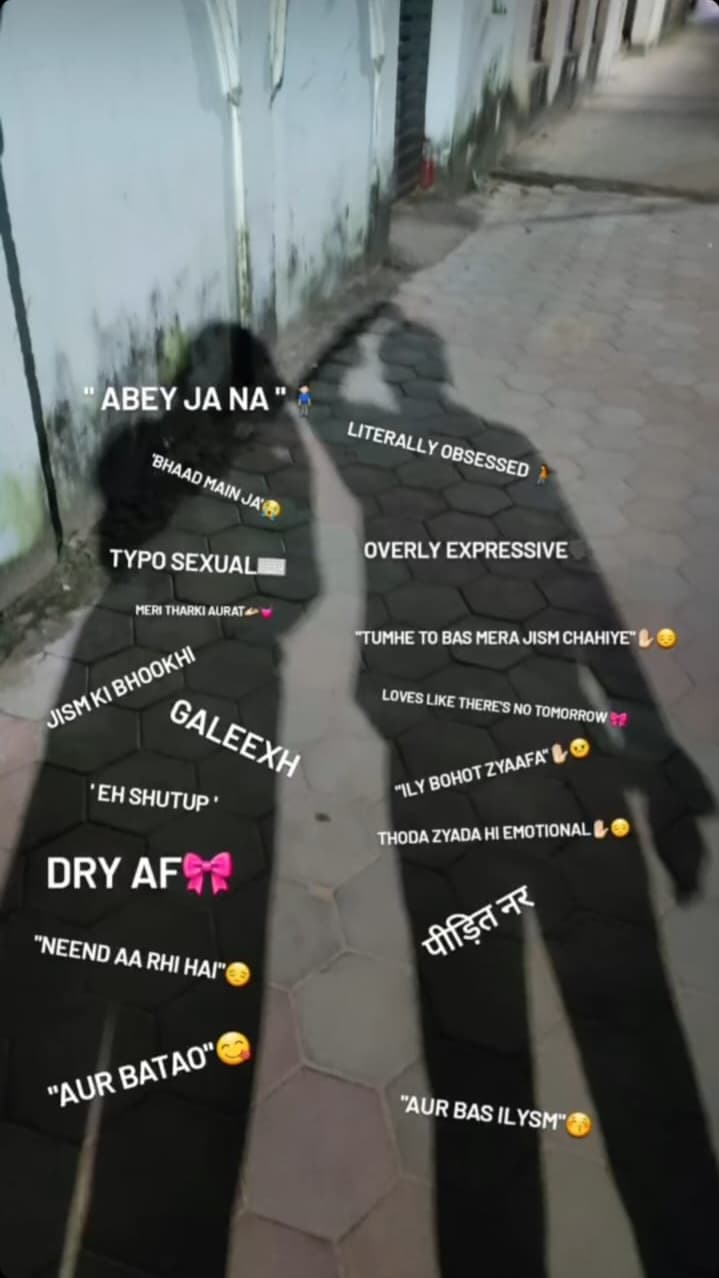 " ABEY JA NA "🧍‍♂️
'BHAAD MAIN JA'😥
TYPO SEXUAL⌨️
MERI THARKI AURAT🫴🏻💓
JISM KI BHOOKHI
GALEEXH
'EH SHUTUP'
DRY AF🎀
"NEEND AA RHI HAI"😔
"AUR BATAO"😋
LITERALLY OBSESSED🧍
OVERLY EXPRESSIVE🗣️
"TUMHE TO BAS MERA JISM CHAHIYE"✋🏻😔
LOVES LIKE THERE'S NO TOMORROW🎀
"ILY BOHOT ZYAAFA"✋🏻🤒
THODA ZYADA HI EMOTIONAL✋🏻😔
पीड़ित नर
"AUR BAS ILYSM"😚